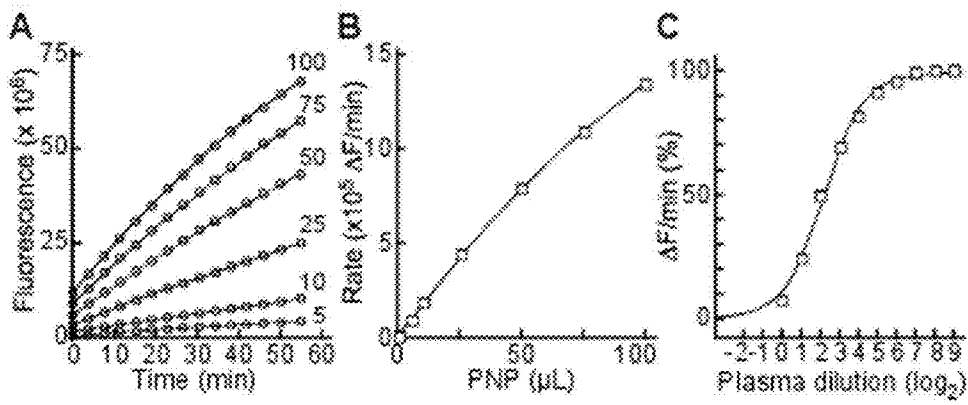 A
Fluorescence (x 10⁶)
75
50
25
0
100
75
50
25
10
5
0 10 20 30 40 50 60
Time (min)
B
Rate (x10⁵ ΔF/min)
15
10
5
0
0 50 100
PNP (µL)
C
ΔF/min (%)
100
50
0
-2 -1 0 1 2 3 4 5 6 7 8 9
Plasma dilution (log₂)